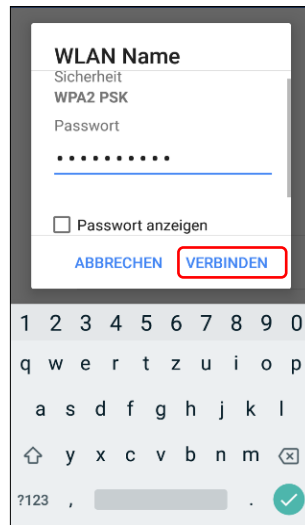 WLAN Name
Sicherheit
WPA2 PSK
Passwort
••••••••••
Passwort anzeigen
ABBRECHEN VERBINDEN
1 2 3 4 5 6 7 8 9 0
q w e r t z u i o p
a s d f g h j k l
y x c v b n m
?123 , .